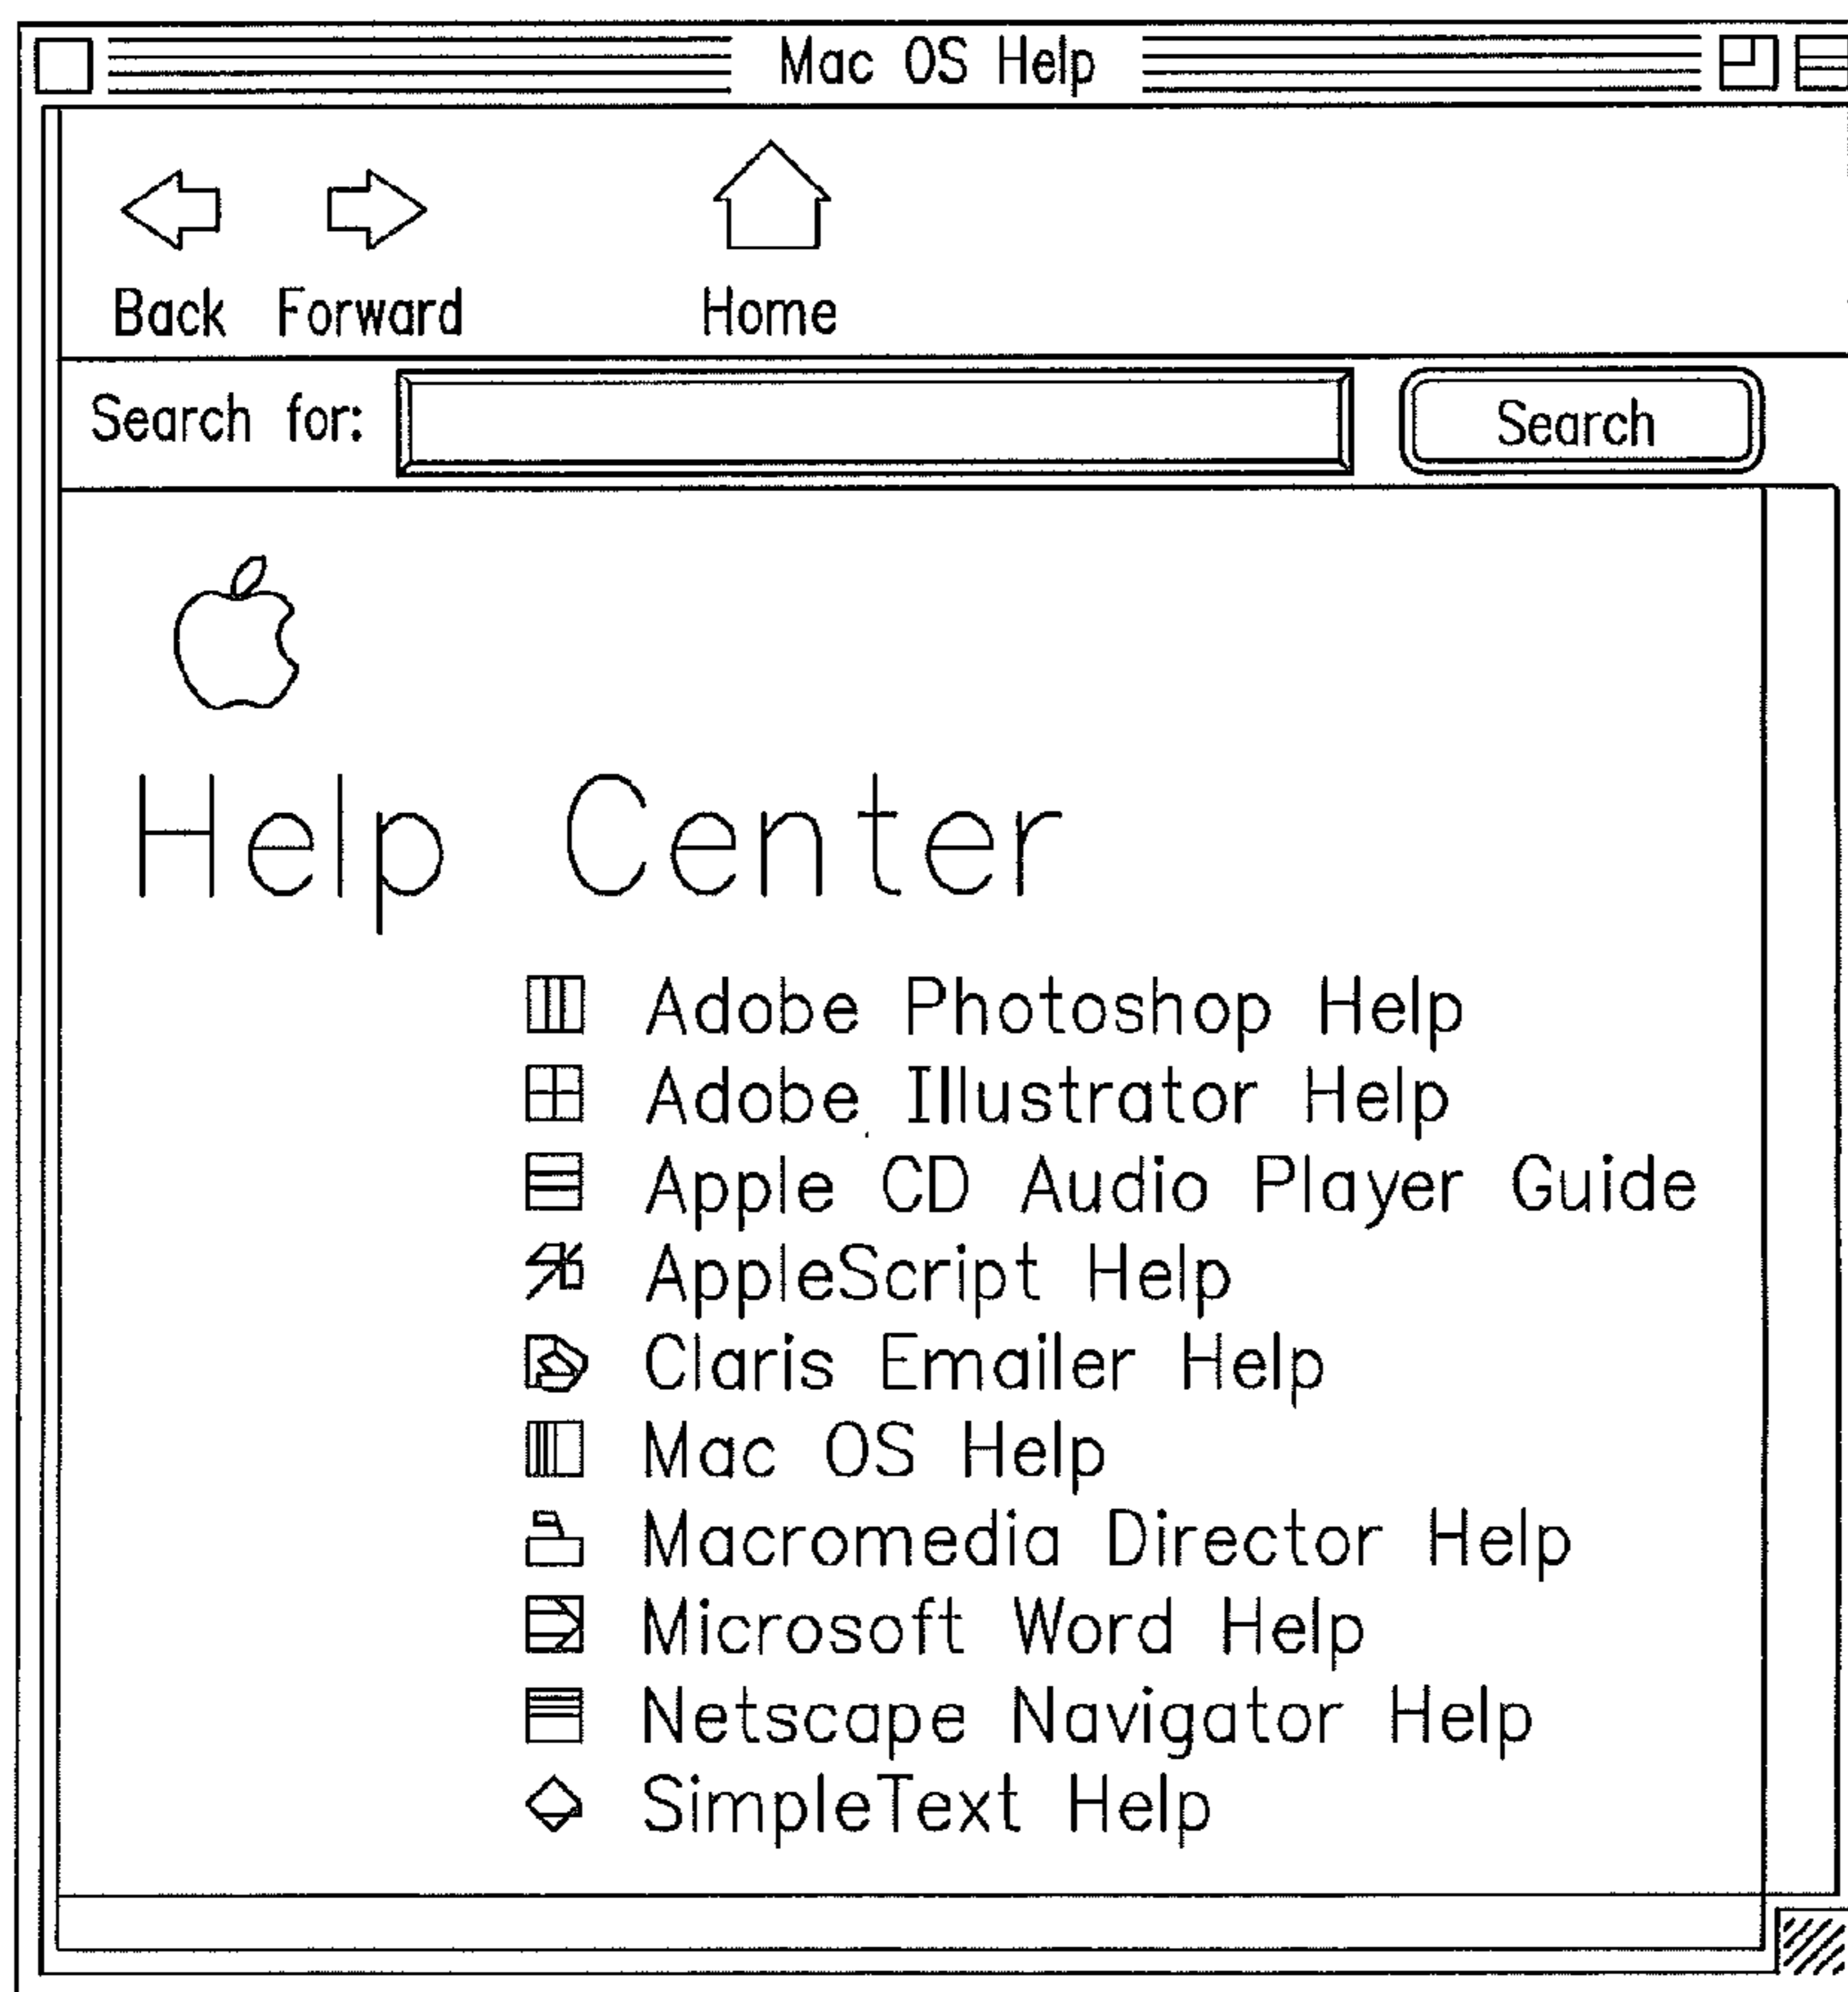 Mac OS Help
Back Forward Home
Search for: Search
Help Center
Adobe Photoshop Help
Adobe Illustrator Help
Apple CD Audio Player Guide
AppleScript Help
Claris Emailer Help
Mac OS Help
Macromedia Director Help
Microsoft Word Help
Netscape Navigator Help
SimpleText Help